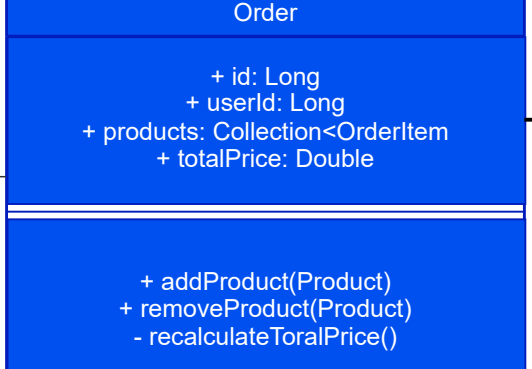 Order
+ id: Long
+ userId: Long
+ products: Collection<OrderItem
+ totalPrice: Double
+ addProduct(Product)
+ removeProduct(Product)
- recalculateToralPrice()